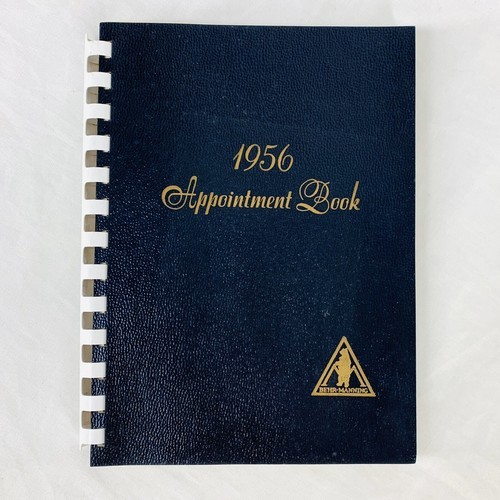 1956
Appointment Book
BEHR-MANNING